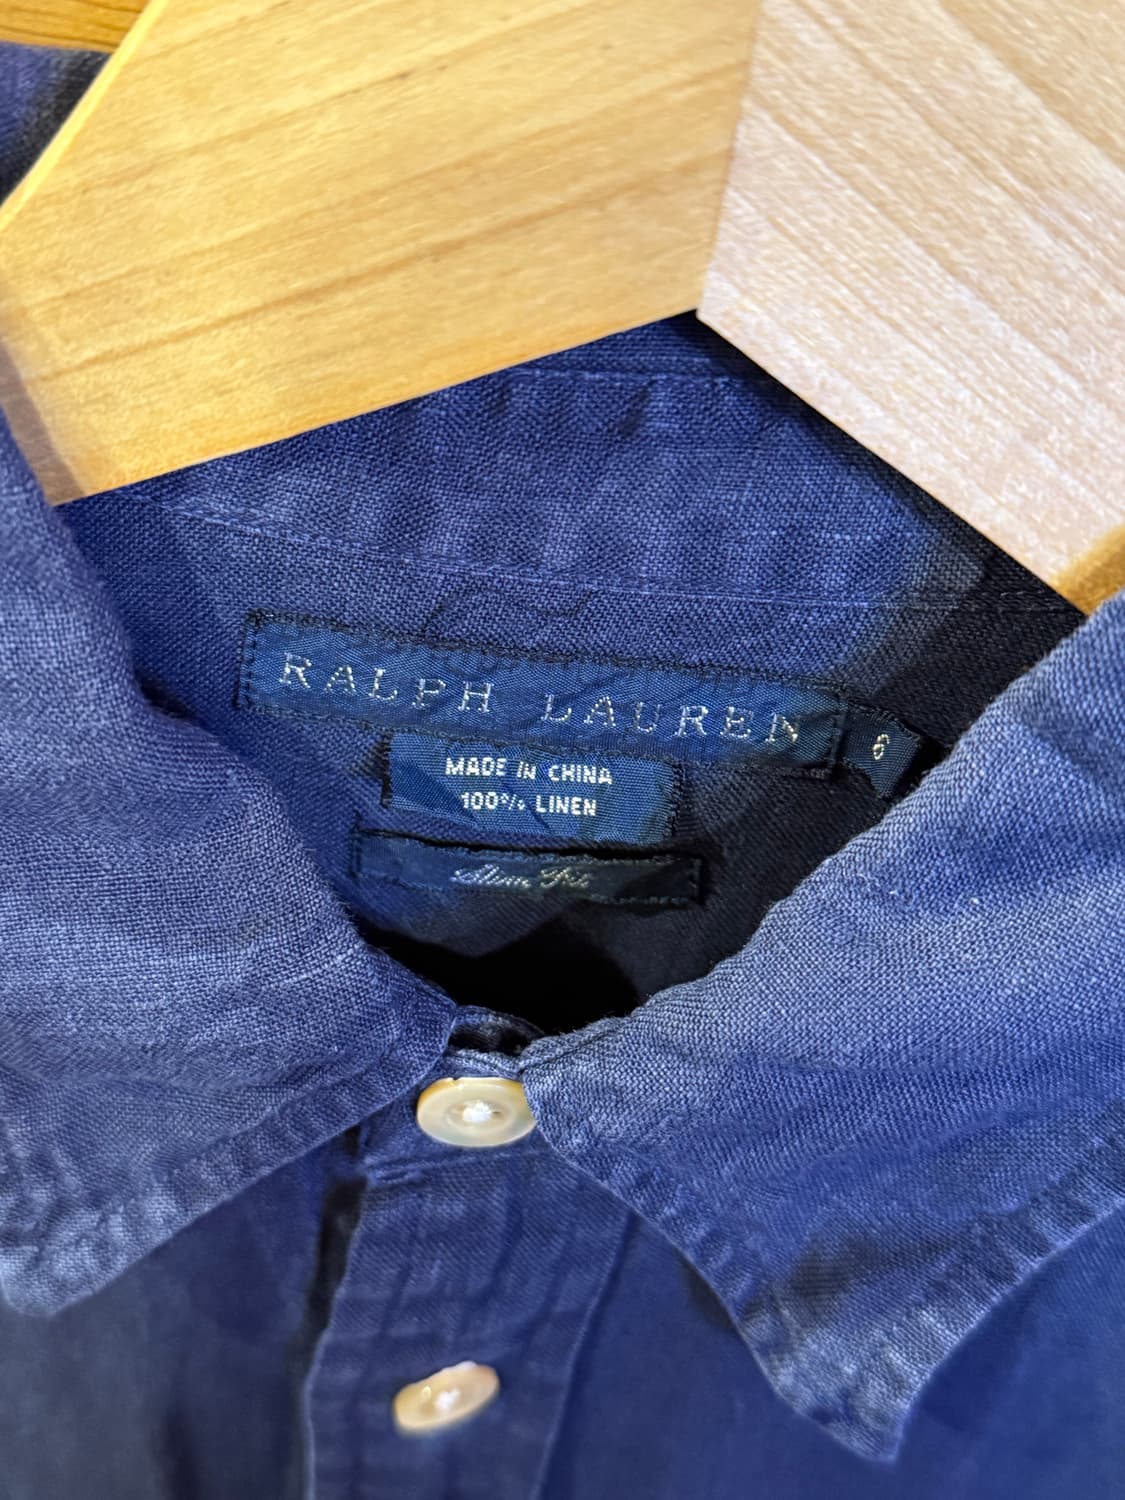 RALPH LAUREN
6
MADE IN CHINA
100% LINEN
Slim Fit